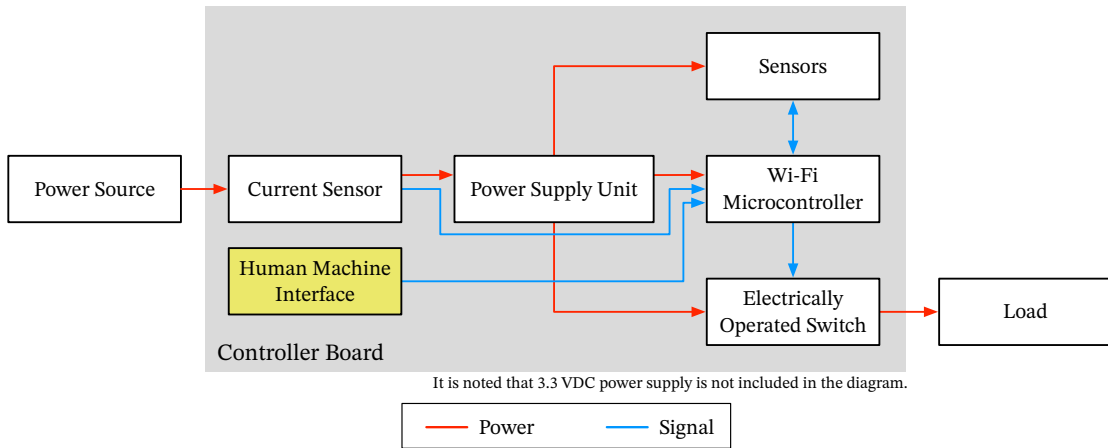 Sensors
Power Source
Current Sensor
Power Supply Unit
Wi-Fi
Microcontroller
Human Machine
Interface
Electrically
Operated Switch
Load
Controller Board
It is noted that 3.3 VDC power supply is not included in the diagram.
Power
Signal